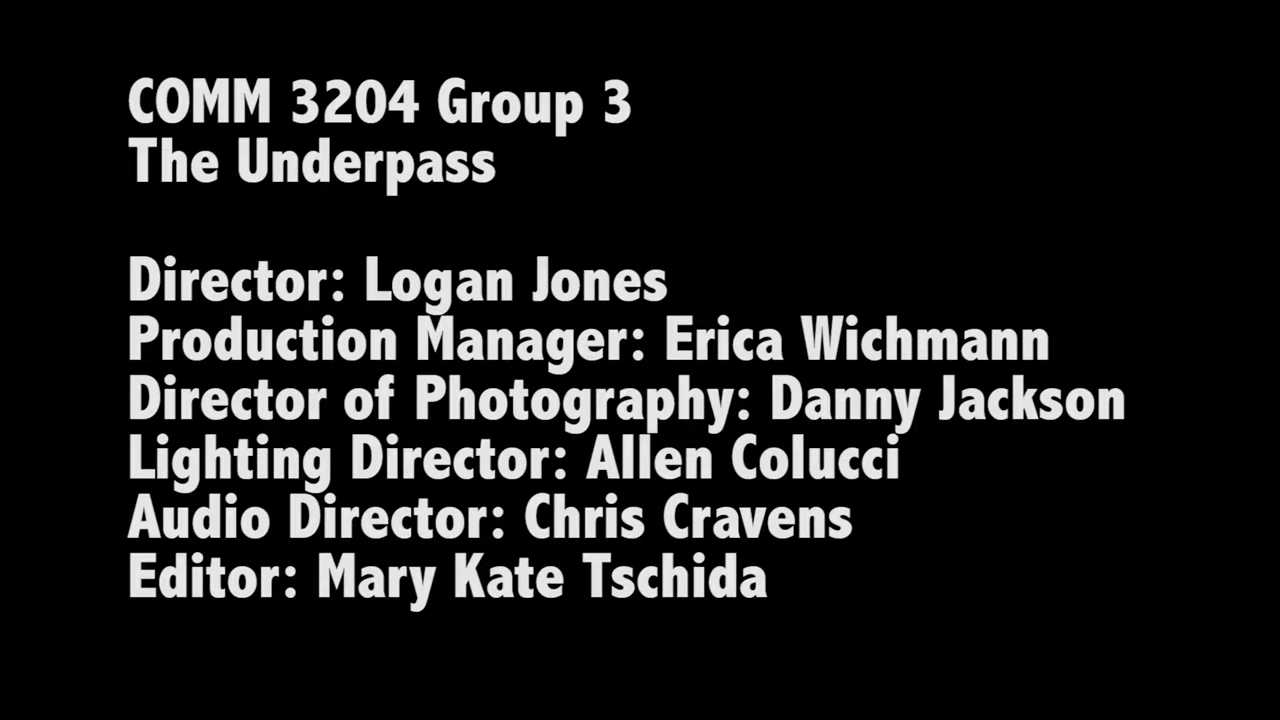 COMM 3204 Group 3
The Underpass
Director: Logan Jones
Production Manager: Erica Wichmann
Director of Photography: Danny Jackson
Lighting Director: Allen Colucci
Audio Director: Chris Cravens
Editor: Mary Kate Tschida